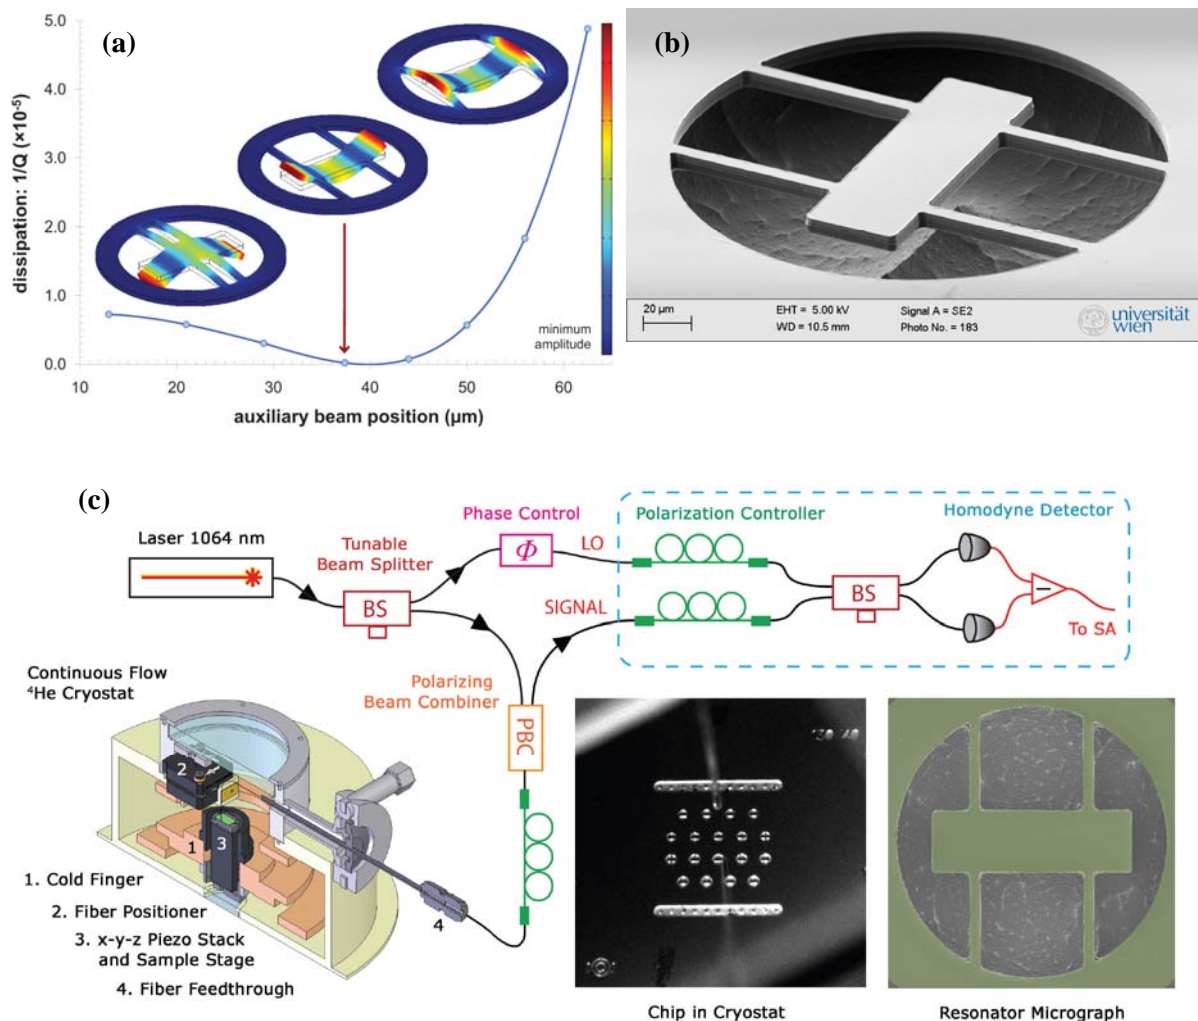 (a)
5.0
4.0
3.0
2.0
1.0
0.0
dissipation: 1/Q (×10⁻⁵)
10 20 30 40 50 60
auxiliary beam position (µm)
minimum
amplitude
(b)
20 µm
EHT = 5.00 kV
WD = 10.5 mm
Signal A = SE2
Photo No. = 183
universität
wien
(c)
Laser 1064 nm
Tunable
Beam Splitter
BS
Phase Control
Φ
LO
SIGNAL
Polarization Controller
Homodyne Detector
BS
−
To SA
Polarizing
Beam Combiner
PBC
Continuous Flow
⁴He Cryostat
2
1
3
4
1. Cold Finger
2. Fiber Positioner
3. x-y-z Piezo Stack
and Sample Stage
4. Fiber Feedthrough
Chip in Cryostat
Resonator Micrograph